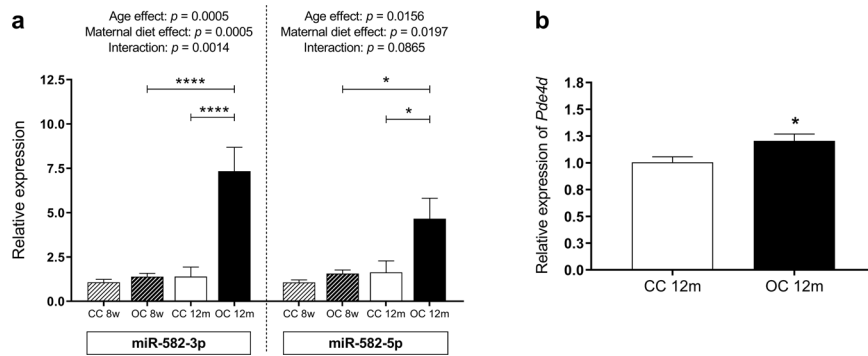 a
Age effect: p = 0.0005
Maternal diet effect: p = 0.0005
Interaction: p = 0.0014
Age effect: p = 0.0156
Maternal diet effect: p = 0.0197
Interaction: p = 0.0865
Relative expression
12.5
10.0
7.5
5.0
2.5
0.0
****
****
*
*
CC 8w OC 8w CC 12m OC 12m
CC 8w OC 8w CC 12m OC 12m
miR-582-3p
miR-582-5p
b
Relative expression of Pde4d
1.8
1.5
1.3
1.0
0.8
0.5
0.3
0.0
*
CC 12m OC 12m